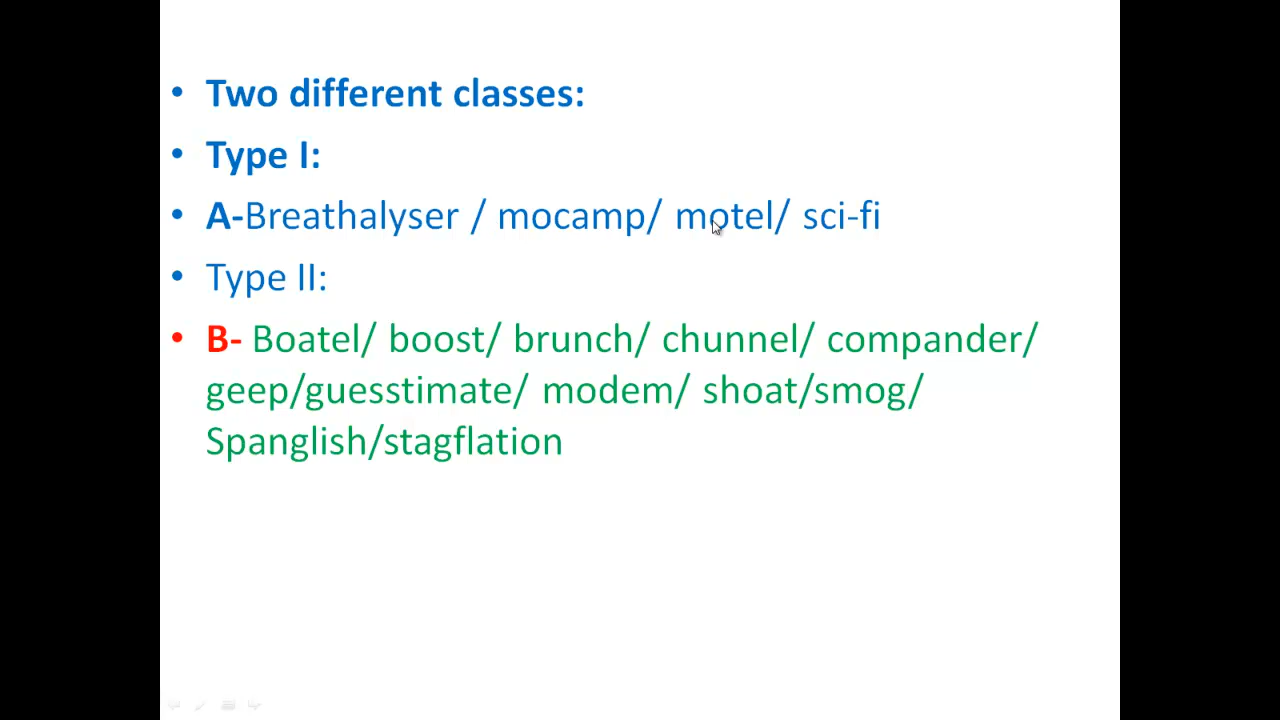 • Two different classes:
• Type I:
• A-Breathalyser / mocamp/ motel/ sci-fi
• Type II:
• B- Boatel/ boost/ brunch/ chunnel/ compander/
geep/guesstimate/ modem/ shoat/smog/
Spanglish/stagflation